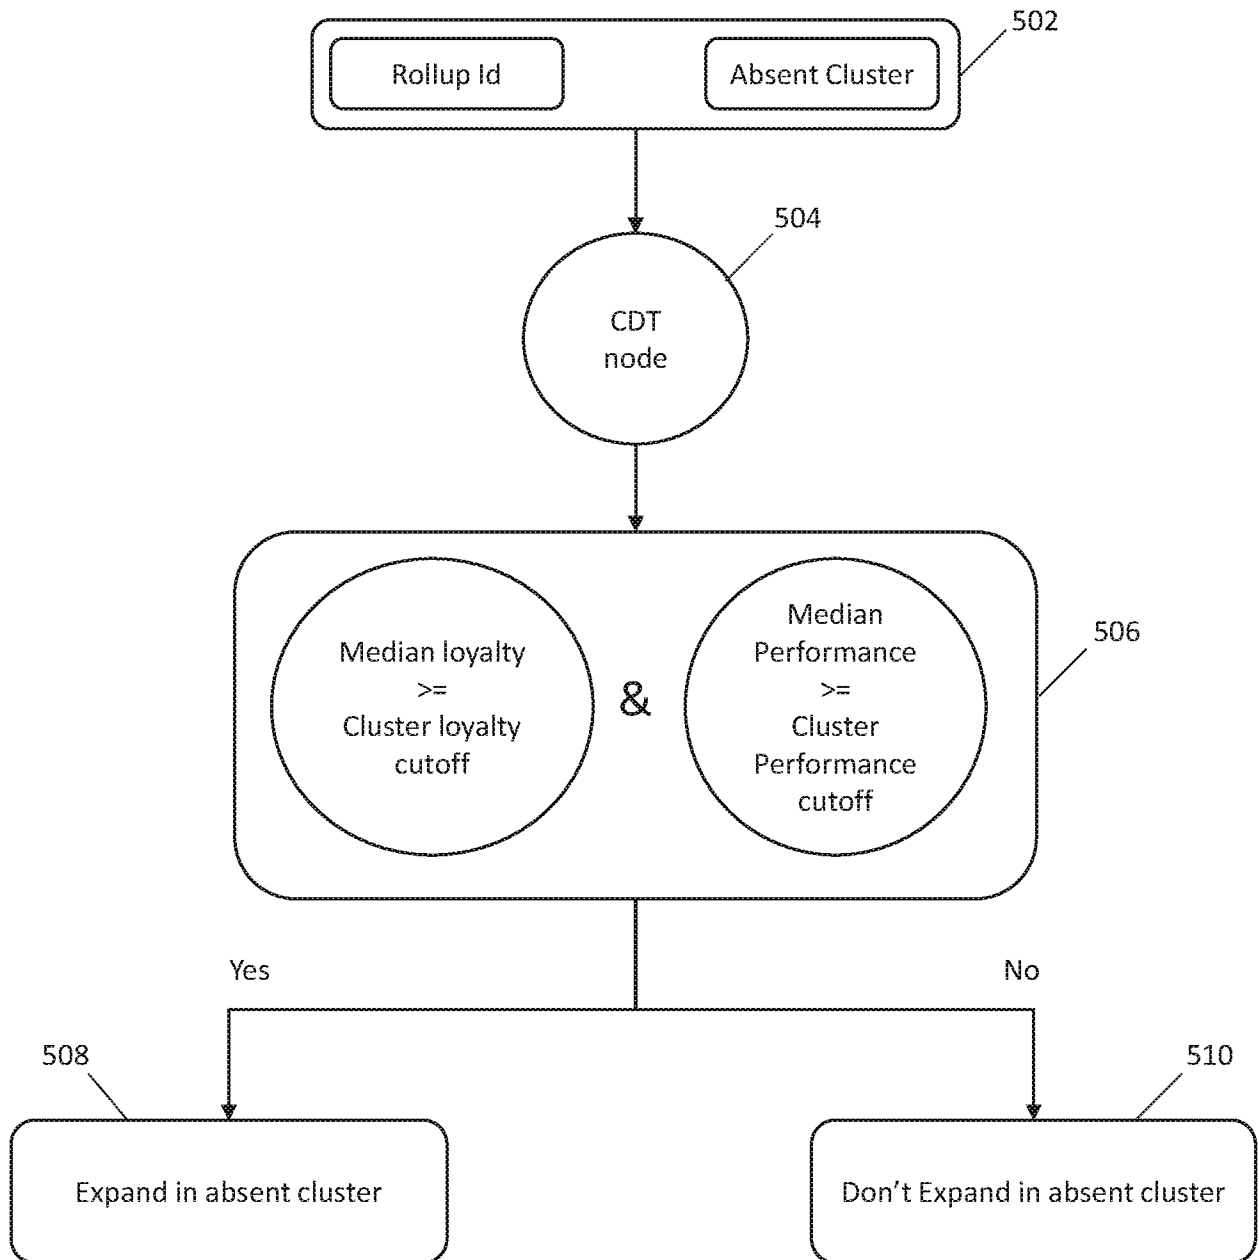 502
Rollup Id
Absent Cluster
504
CDT
node
506
Median loyalty
>=
Cluster loyalty
cutoff
&
Median
Performance
>=
Cluster
Performance
cutoff
Yes
No
508
510
Expand in absent cluster
Don't Expand in absent cluster